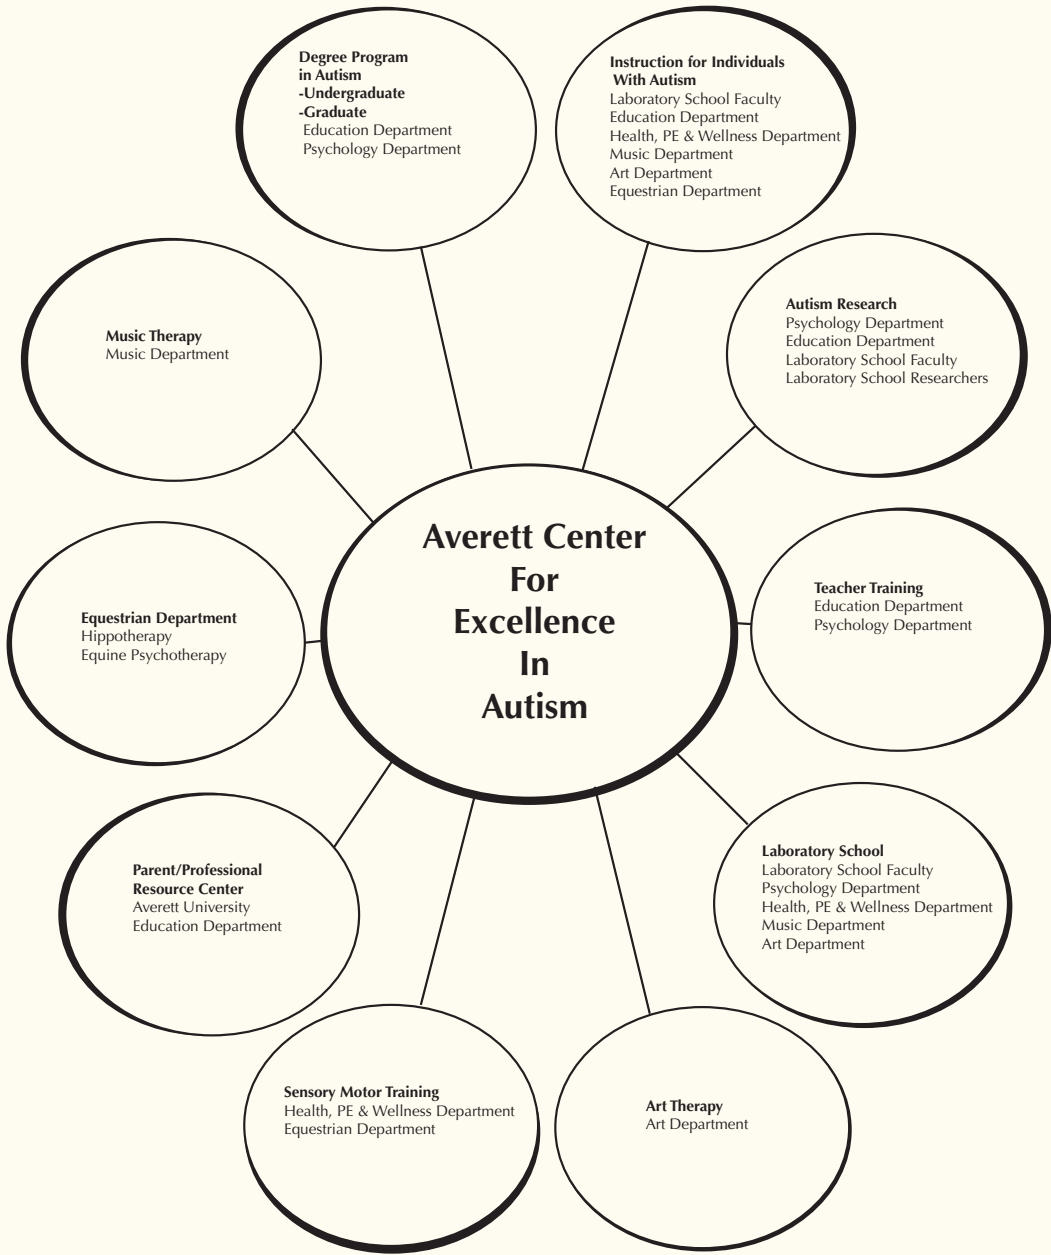 Degree Program
in Autism
-Undergraduate
-Graduate
Education Department
Psychology Department
Instruction for Individuals
With Autism
Laboratory School Faculty
Education Department
Health, PE & Wellness Department
Music Department
Art Department
Equestrian Department
Music Therapy
Music Department
Autism Research
Psychology Department
Education Department
Laboratory School Faculty
Laboratory School Researchers
Averett Center
For
Excellence
In
Autism
Equestrian Department
Hippotherapy
Equine Psychotherapy
Teacher Training
Education Department
Psychology Department
Parent/Professional
Resource Center
Averett University
Education Department
Laboratory School
Laboratory School Faculty
Psychology Department
Health, PE & Wellness Department
Music Department
Art Department
Sensory Motor Training
Health, PE & Wellness Department
Equestrian Department
Art Therapy
Art Department